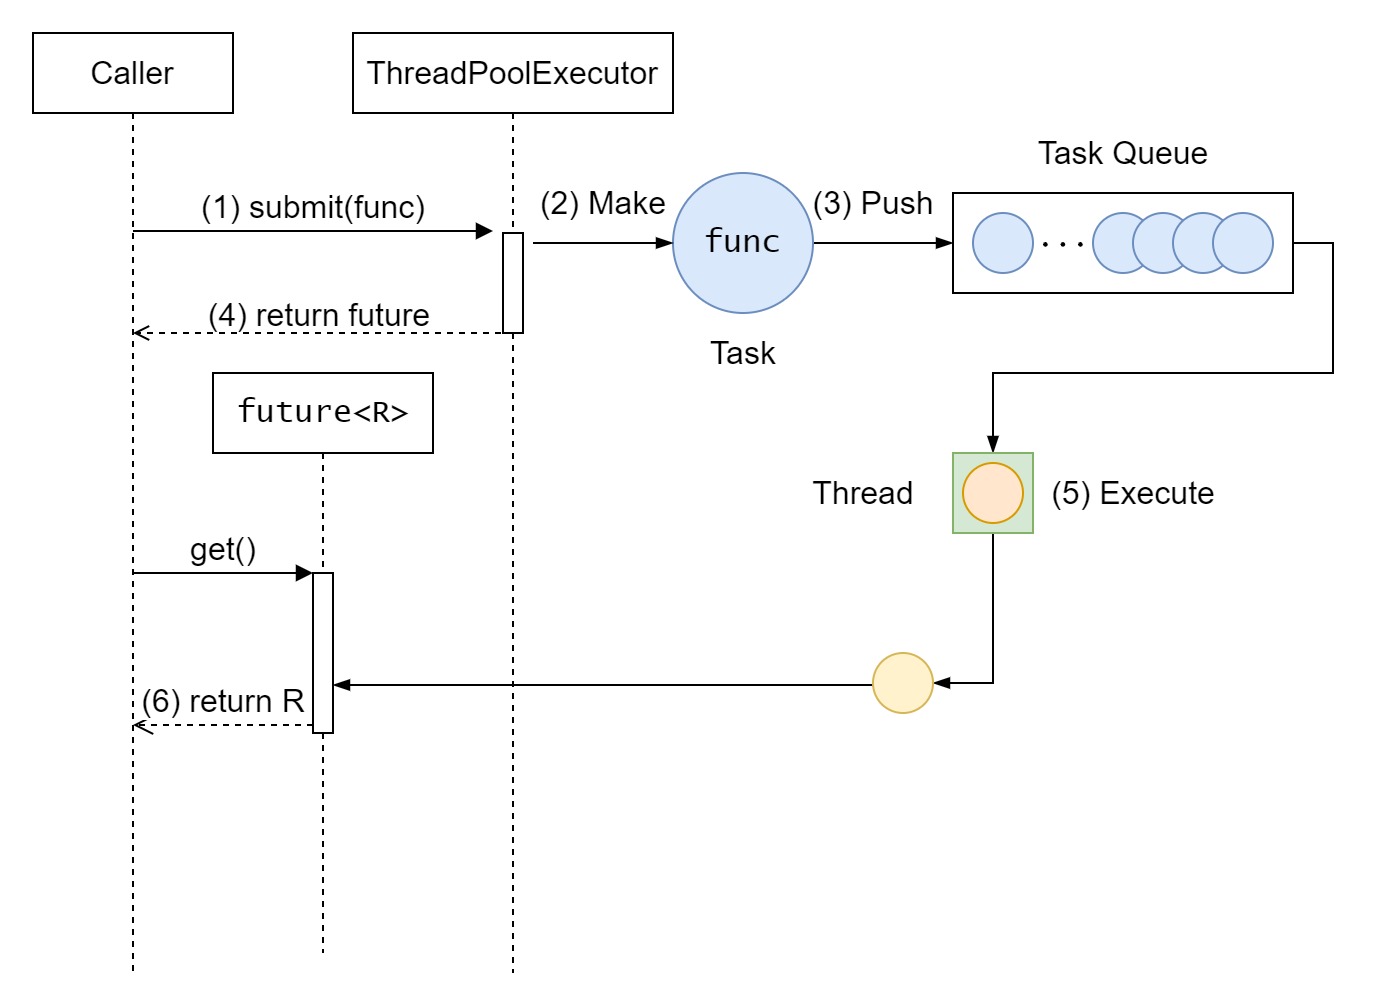 Caller
ThreadPoolExecutor
Task Queue
(1) submit(func)
(2) Make
func
(3) Push
(4) return future
Task
future<R>
Thread
(5) Execute
get()
(6) return R